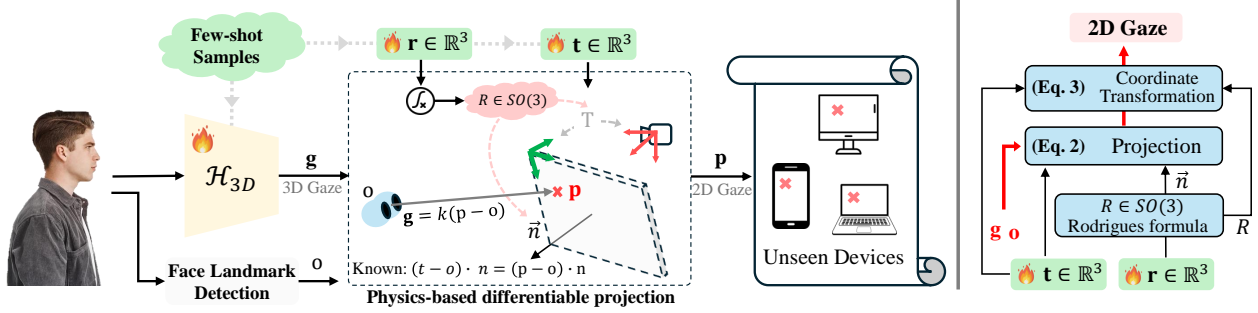 Few-shot
Samples
𝐫 ∈ ℝ³
𝐭 ∈ ℝ³
∫ₓ
R ∈ SO(3)
T
ℋ₃D
𝐠
3D Gaze
o
𝐠 = k(p − o)
p
n⃗
Known: (t − o) · n = (p − o) · n
Face Landmark
Detection
o
Physics-based differentiable projection
𝐩
2D Gaze
Unseen Devices
2D Gaze
(Eq. 3) Coordinate
Transformation
(Eq. 2) Projection
n⃗
R ∈ SO(3)
Rodrigues formula
R
g o
𝐭 ∈ ℝ³
𝐫 ∈ ℝ³